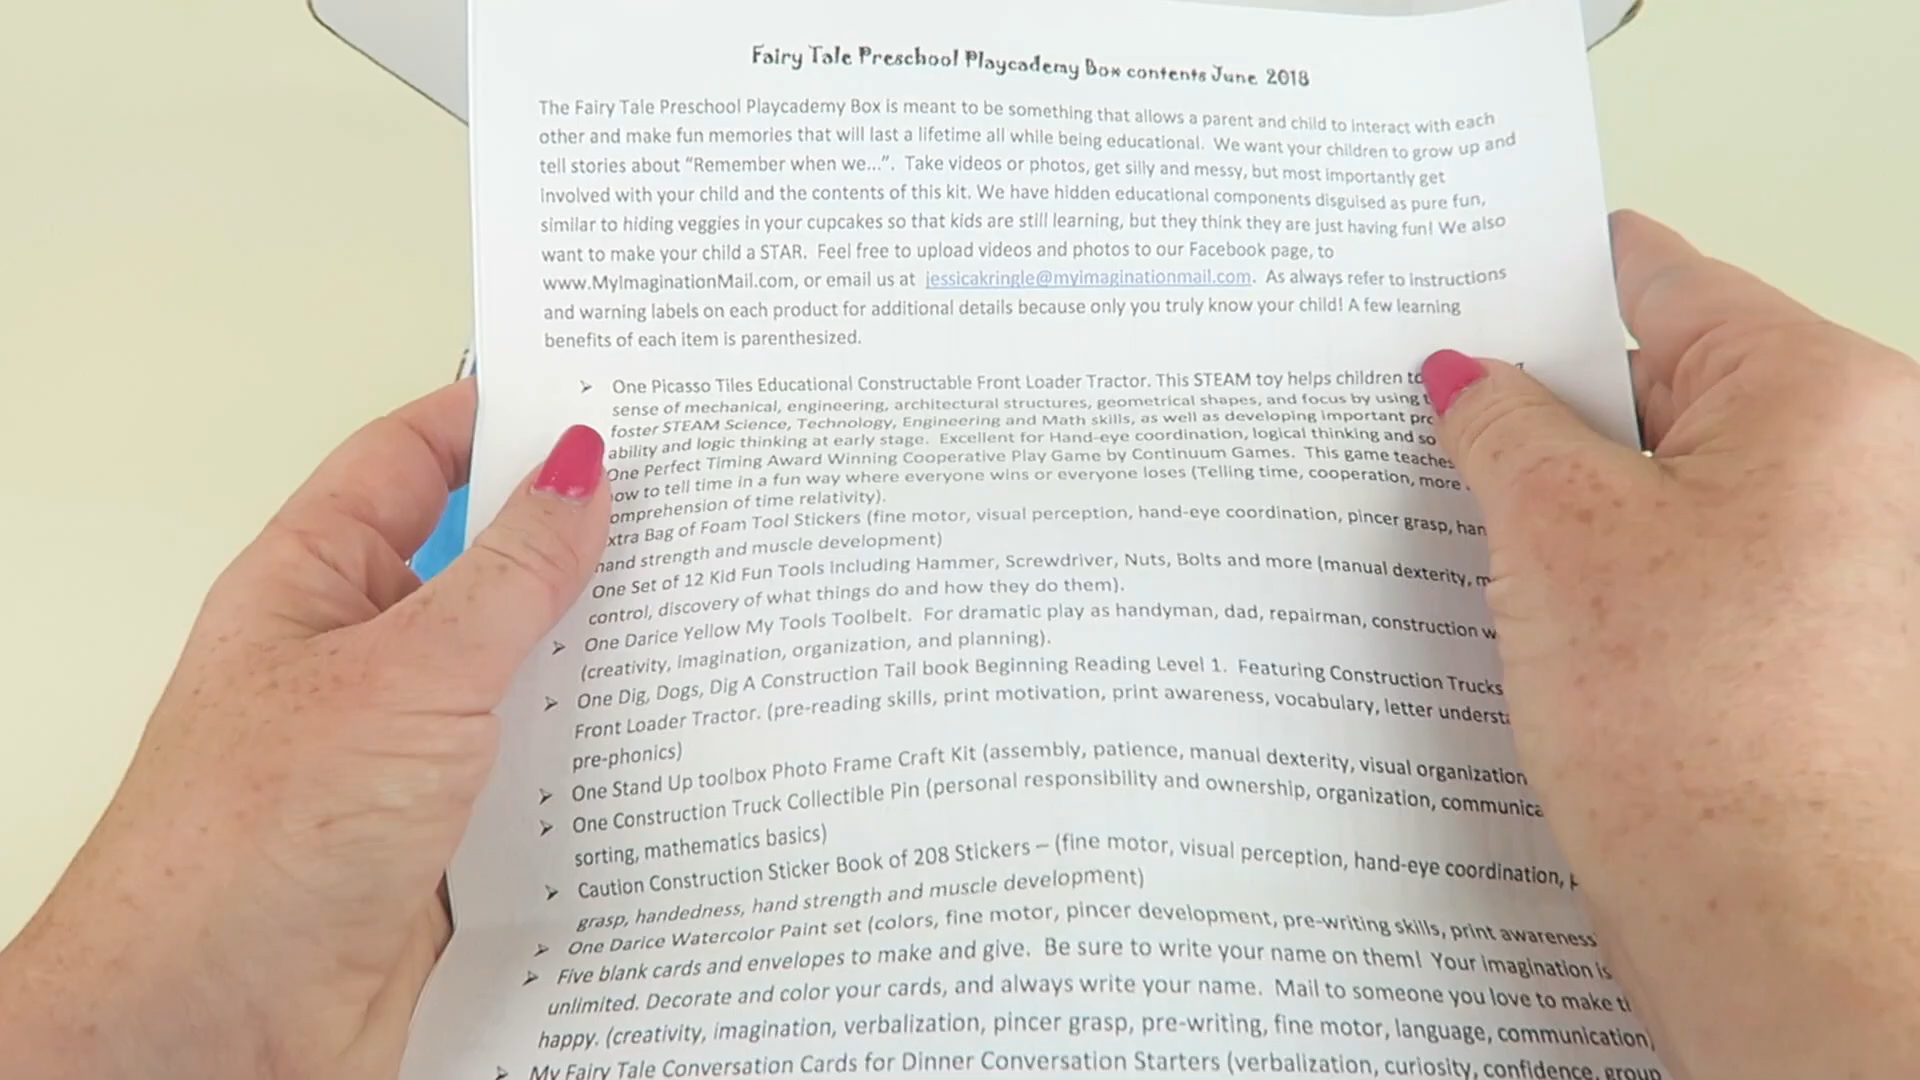 Fairy Tale Preschool Playcademy Box contents June 2018
The Fairy Tale Preschool Playcademy Box is meant to be something that allows a parent and child to interact with each
other and make fun memories that will last a lifetime all while being educational. We want your children to grow up and
tell stories about "Remember when we...". Take videos or photos, get silly and messy, but most importantly get
involved with your child and the contents of this kit. We have hidden educational components disguised as pure fun,
similar to hiding veggies in your cupcakes so that kids are still learning, but they think they are just having fun! We also
want to make your child a STAR. Feel free to upload videos and photos to our Facebook page, to
www.MyImaginationMail.com, or email us at jessicakringle@myimaginationmail.com. As always refer to instructions
and warning labels on each product for additional details because only you truly know your child! A few learning
benefits of each item is parenthesized.
➢ One Picasso Tiles Educational Constructable Front Loader Tractor. This STEAM toy helps children
sense of mechanical, engineering, architectural structures, geometrical shapes, and focus by using
foster STEAM Science, Technology, Engineering and Math skills, as well as developing important
ability and logic thinking at early stage. Excellent for Hand-eye coordination, logical thinking and so
One Perfect Timing Award Winning Cooperative Play Game by Continuum Games. This game teaches
ow to tell time in a fun way where everyone wins or everyone loses (Telling time, cooperation, more
omprehension of time relativity).
xtra Bag of Foam Tool Stickers (fine motor, visual perception, hand-eye coordination, pincer grasp, han
hand strength and muscle development)
One Set of 12 Kid Fun Tools Including Hammer, Screwdriver, Nuts, Bolts and more (manual dexterity, m
control, discovery of what things do and how they do them).
➢ One Darice Yellow My Tools Toolbelt. For dramatic play as handyman, dad, repairman, construction w
(creativity, imagination, organization, and planning).
➢ One Dig, Dogs, Dig A Construction Tail book Beginning Reading Level 1. Featuring Construction Trucks
Front Loader Tractor. (pre-reading skills, print motivation, print awareness, vocabulary, letter underst
pre-phonics)
➢ One Stand Up toolbox Photo Frame Craft Kit (assembly, patience, manual dexterity, visual organization
➢ One Construction Truck Collectible Pin (personal responsibility and ownership, organization, communica
sorting, mathematics basics)
➢ Caution Construction Sticker Book of 208 Stickers – (fine motor, visual perception, hand-eye coordination, p
grasp, handedness, hand strength and muscle development)
➢ One Darice Watercolor Paint set (colors, fine motor, pincer development, pre-writing skills, print awareness
➢ Five blank cards and envelopes to make and give. Be sure to write your name on them! Your imagination is
unlimited. Decorate and color your cards, and always write your name. Mail to someone you love to make t
happy. (creativity, imagination, verbalization, pincer grasp, pre-writing, fine motor, language, communication)
➢ My Fairy Tale Conversation Cards for Dinner Conversation Starters (verbalization, curiosity, confidence, group